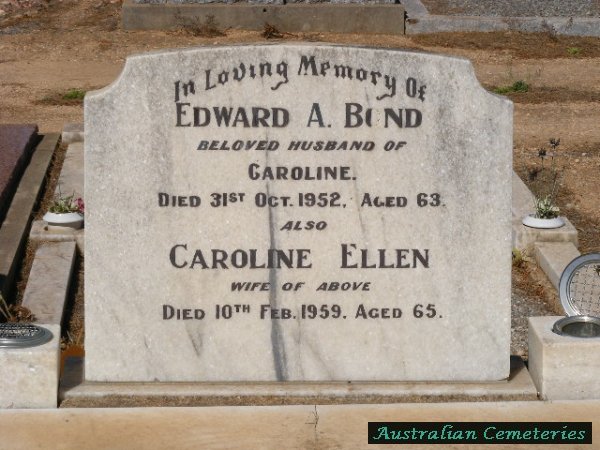 In Loving Memory Of
EDWARD A. BOND
BELOVED HUSBAND OF
CAROLINE.
DIED 31ST OCT. 1952, AGED 63.
ALSO
CAROLINE ELLEN
WIFE OF ABOVE
DIED 10TH FEB. 1959. AGED 65.
Australian Cemeteries